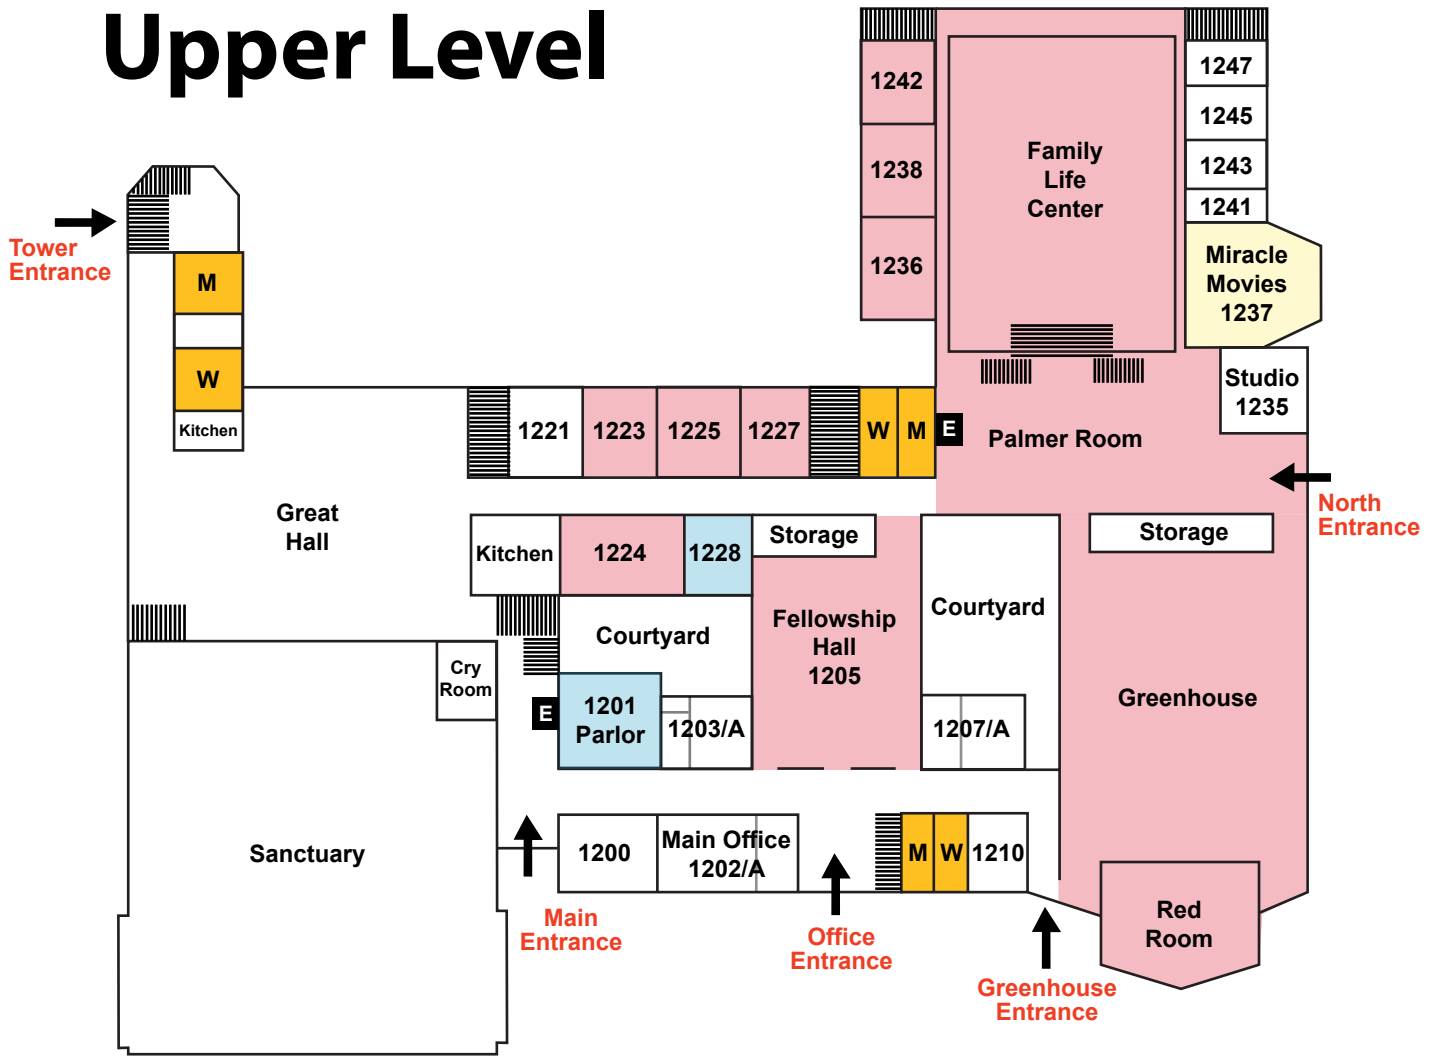 Upper Level
1242
1238
1236
Family
Life
Center
1247
1245
1243
1241
Miracle
Movies
1237
Studio
1235
Tower
Entrance
M
W
Kitchen
1221
1223
1225
1227
W
M
E
Palmer Room
North
Entrance
Great
Hall
Kitchen
1224
1228
Storage
Storage
Courtyard
Fellowship
Hall
1205
Courtyard
Greenhouse
Cry
Room
E
1201
Parlor
1203/A
1207/A
Sanctuary
1200
Main Office
1202/A
M
W
1210
Red
Room
Main
Entrance
Office
Entrance
Greenhouse
Entrance